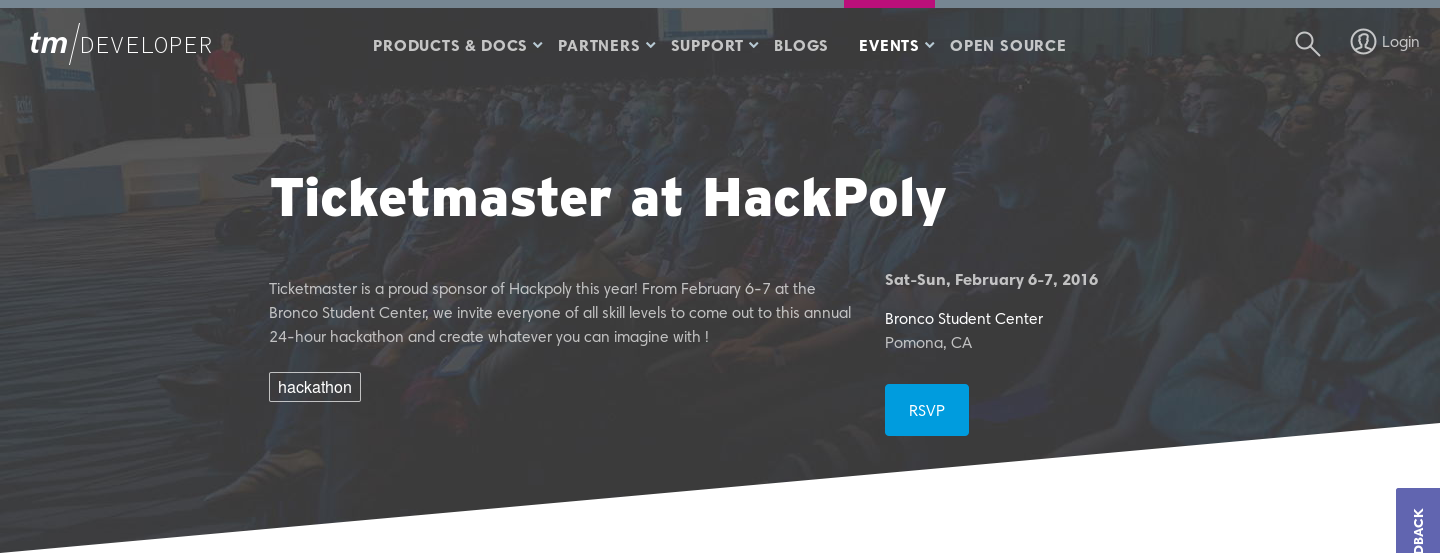 tm/DEVELOPER
PRODUCTS & DOCS
PARTNERS
SUPPORT
BLOGS
EVENTS
OPEN SOURCE
Login
Ticketmaster at HackPoly
Ticketmaster is a proud sponsor of Hackpoly this year! From February 6-7 at the
Bronco Student Center, we invite everyone of all skill levels to come out to this annual
24-hour hackathon and create whatever you can imagine with !
hackathon
Sat-Sun, February 6-7, 2016
Bronco Student Center
Pomona, CA
RSVP